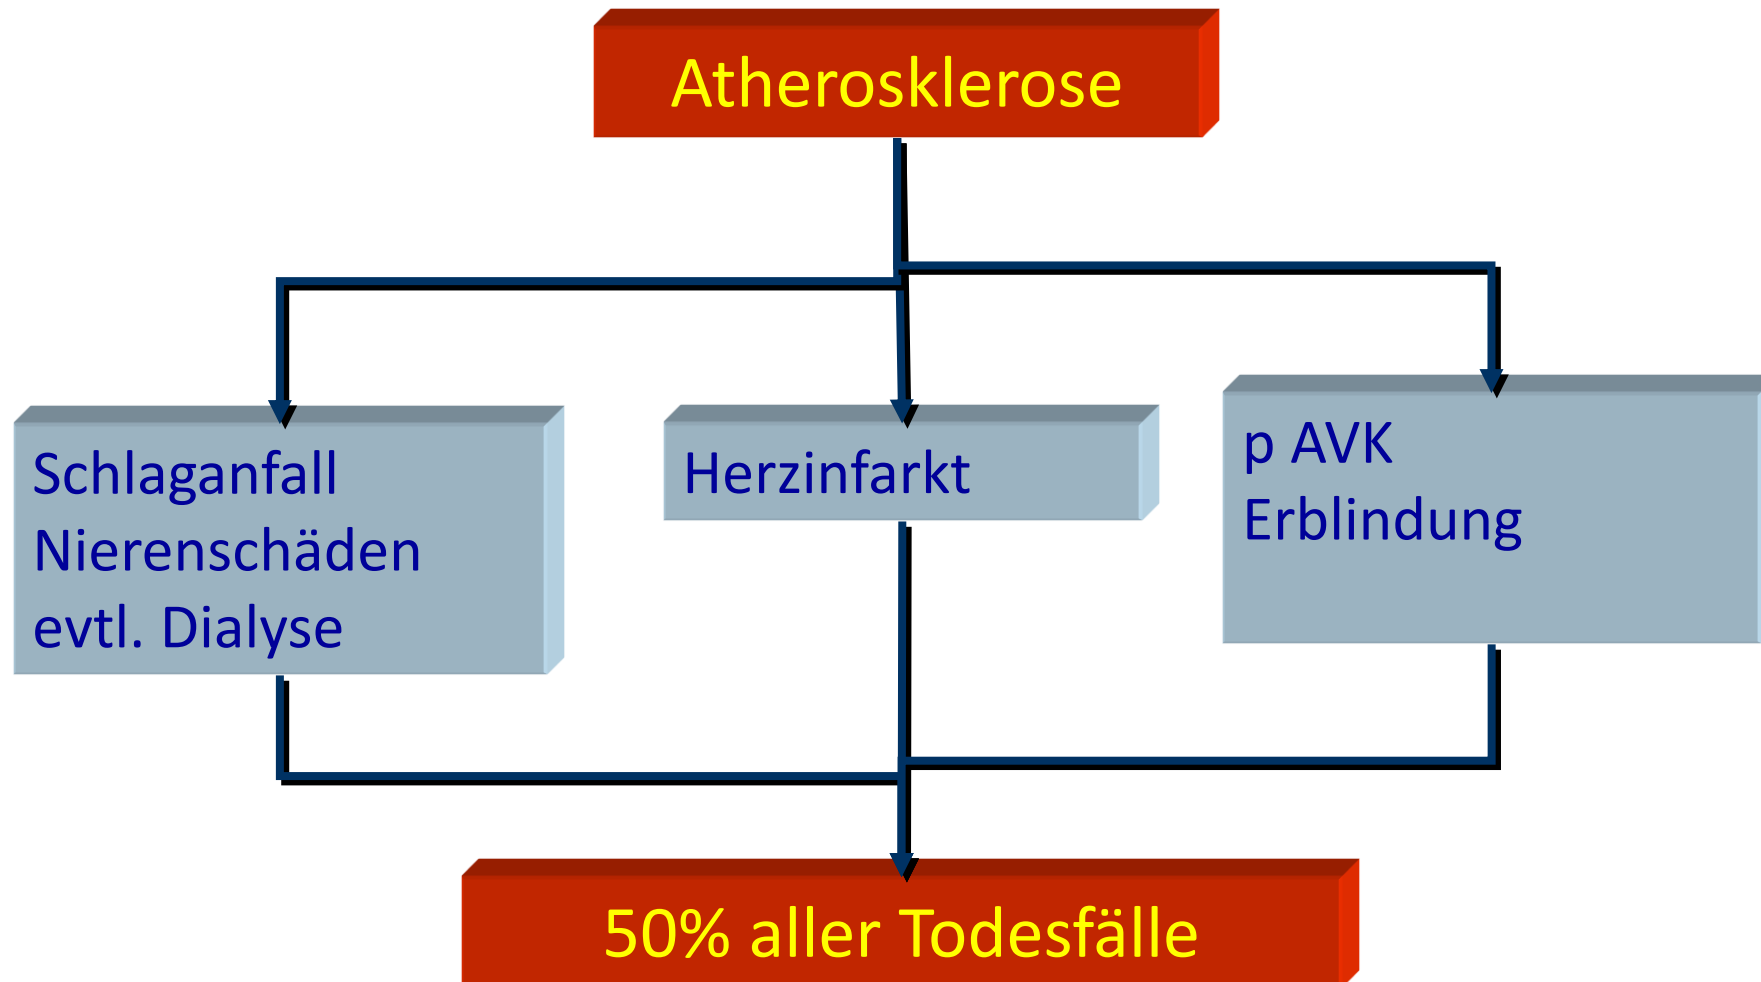 Atherosklerose
Schlaganfall
Nierenschäden
evtl. Dialyse
Herzinfarkt
p AVK
Erblindung
50% aller Todesfälle